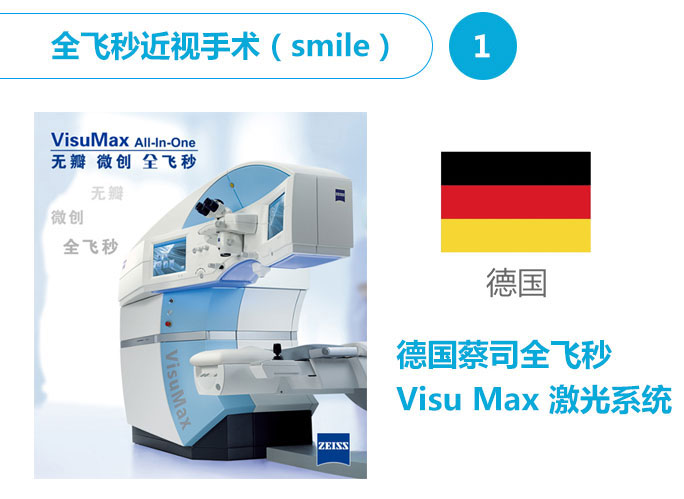 全飞秒近视手术（smile）
1
VisuMax All-In-One
无瓣 微创 全飞秒
无瓣
微创
全飞秒
ZEISS
VisuMax
ZEISS
德国
德国蔡司全飞秒
Visu Max 激光系统